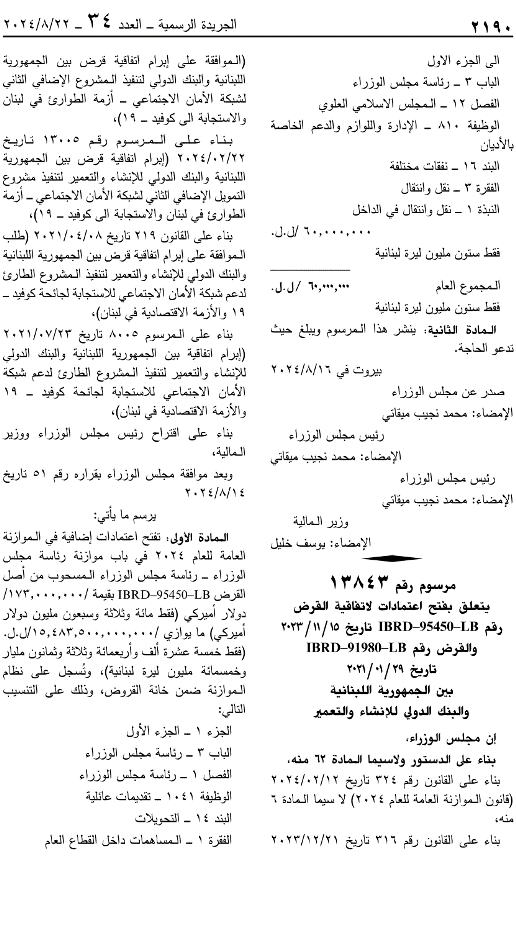 ٢١٩٠
الجريدة الرسمية ـ العدد ٣٤ ـ ٢٠٢٤/٨/٢٢
الى الجزء الاول
الباب ٣ ـ رئاسة مجلس الوزراء
الفصل ١٢ ـ المجلس الاسلامي العلوي
الوظيفة ٨١٠ ـ الإدارة واللوازم والدعم الخاصة
بالأديان
البند ١٦ ـ نفقات مختلفة
الفقرة ٣ ـ نقل وانتقال
النبذة ١ ـ نقل وانتقال في الداخل
٦٠,٠٠٠,٠٠٠ /ل.ل.
فقط ستون مليون ليرة لبنانية
المجموع العام ٦٠,٠٠٠,٠٠٠ /ل.ل.
فقط ستون مليون ليرة لبنانية
المادة الثانية: ينشر هذا المرسوم ويبلغ حيث
تدعو الحاجة.
بيروت في ٢٠٢٤/٨/١٦
صدر عن مجلس الوزراء
الإمضاء: محمد نجيب ميقاتي
رئيس مجلس الوزراء
الإمضاء: محمد نجيب ميقاتي
رئيس مجلس الوزراء
الإمضاء: محمد نجيب ميقاتي
وزير المالية
الإمضاء: يوسف خليل
مرسوم رقم ١٣٨٤٣
يتعلق بفتح اعتمادات لاتفاقية القرض
رقم IBRD–95450–LB تاريخ ٢٠٢٣/١١/١٥
والقرض رقم IBRD–91980–LB
تاريخ ٢٠٢١/٠١/٢٩
بين الجمهورية اللبنانية
والبنك الدولي للإنشاء والتعمير
إن مجلس الوزراء،
بناء على الدستور ولاسيما المادة ٦٢ منه،
بناء على القانون رقم ٣٢٤ تاريخ ٢٠٢٤/٠٢/١٢
(قانون الموازنة العامة للعام ٢٠٢٤) لا سيما المادة ٦
منه،
بناء على القانون رقم ٣١٦ تاريخ ٢٠٢٣/١٢/٢١
(الموافقة على إبرام اتفاقية قرض بين الجمهورية
اللبنانية والبنك الدولي لتنفيذ المشروع الإضافي الثاني
لشبكة الأمان الاجتماعي ـ أزمة الطوارئ في لبنان
والاستجابة الى كوفيد ـ ١٩)،
بناء على المرسوم رقم ١٣٠٠٥ تاريخ
٢٠٢٤/٠٢/٢٢ (إبرام اتفاقية قرض بين الجمهورية
اللبنانية والبنك الدولي للإنشاء والتعمير لتنفيذ مشروع
التمويل الإضافي الثاني لشبكة الأمان الاجتماعي ـ أزمة
الطوارئ في لبنان والاستجابة الى كوفيد ـ ١٩)،
بناء على القانون ٢١٩ تاريخ ٢٠٢١/٠٤/٠٨ (طلب
الموافقة على إبرام اتفاقية قرض بين الجمهورية اللبنانية
والبنك الدولي للإنشاء والتعمير لتنفيذ المشروع الطارئ
لدعم شبكة الأمان الاجتماعي للاستجابة لجائحة كوفيد ـ
١٩ والأزمة الاقتصادية في لبنان)،
بناء على المرسوم ٨٠٠٥ تاريخ ٢٠٢١/٠٧/٢٣
(إبرام اتفاقية بين الجمهورية اللبنانية والبنك الدولي
للإنشاء والتعمير لتنفيذ المشروع الطارئ لدعم شبكة
الأمان الاجتماعي للاستجابة لجائحة كوفيد ـ ١٩
والأزمة الاقتصادية في لبنان)،
بناء على اقتراح رئيس مجلس الوزراء ووزير
المالية،
وبعد موافقة مجلس الوزراء بقراره رقم ٥١ تاريخ
٢٠٢٤/٨/١٤
يرسم ما يأتي:
المادة الأولى: تفتح اعتمادات إضافية في الموازنة
العامة للعام ٢٠٢٤ في باب موازنة رئاسة مجلس
الوزراء ـ رئاسة مجلس الوزراء المسحوب من أصل
القرض IBRD–95450–LB بقيمة /١٧٣,٠٠٠,٠٠٠/
دولار أميركي (فقط مائة وثلاثة وسبعون مليون دولار
أميركي) ما يوازي /١٥,٤٨٣,٥٠٠,٠٠٠,٠٠٠/ل.ل.
(فقط خمسة عشرة ألف وأربعمائة وثلاثة وثمانون مليار
وخمسمائة مليون ليرة لبنانية)، وتُسجل على نظام
الموازنة ضمن خانة القروض، وذلك على التنسيب
التالي:
الجزء ١ ـ الجزء الأول
الباب ٣ ـ رئاسة مجلس الوزراء
الفصل ١ ـ رئاسة مجلس الوزراء
الوظيفة ١٠٤١ ـ تقديمات عائلية
البند ١٤ ـ التحويلات
الفقرة ١ ـ المساهمات داخل القطاع العام